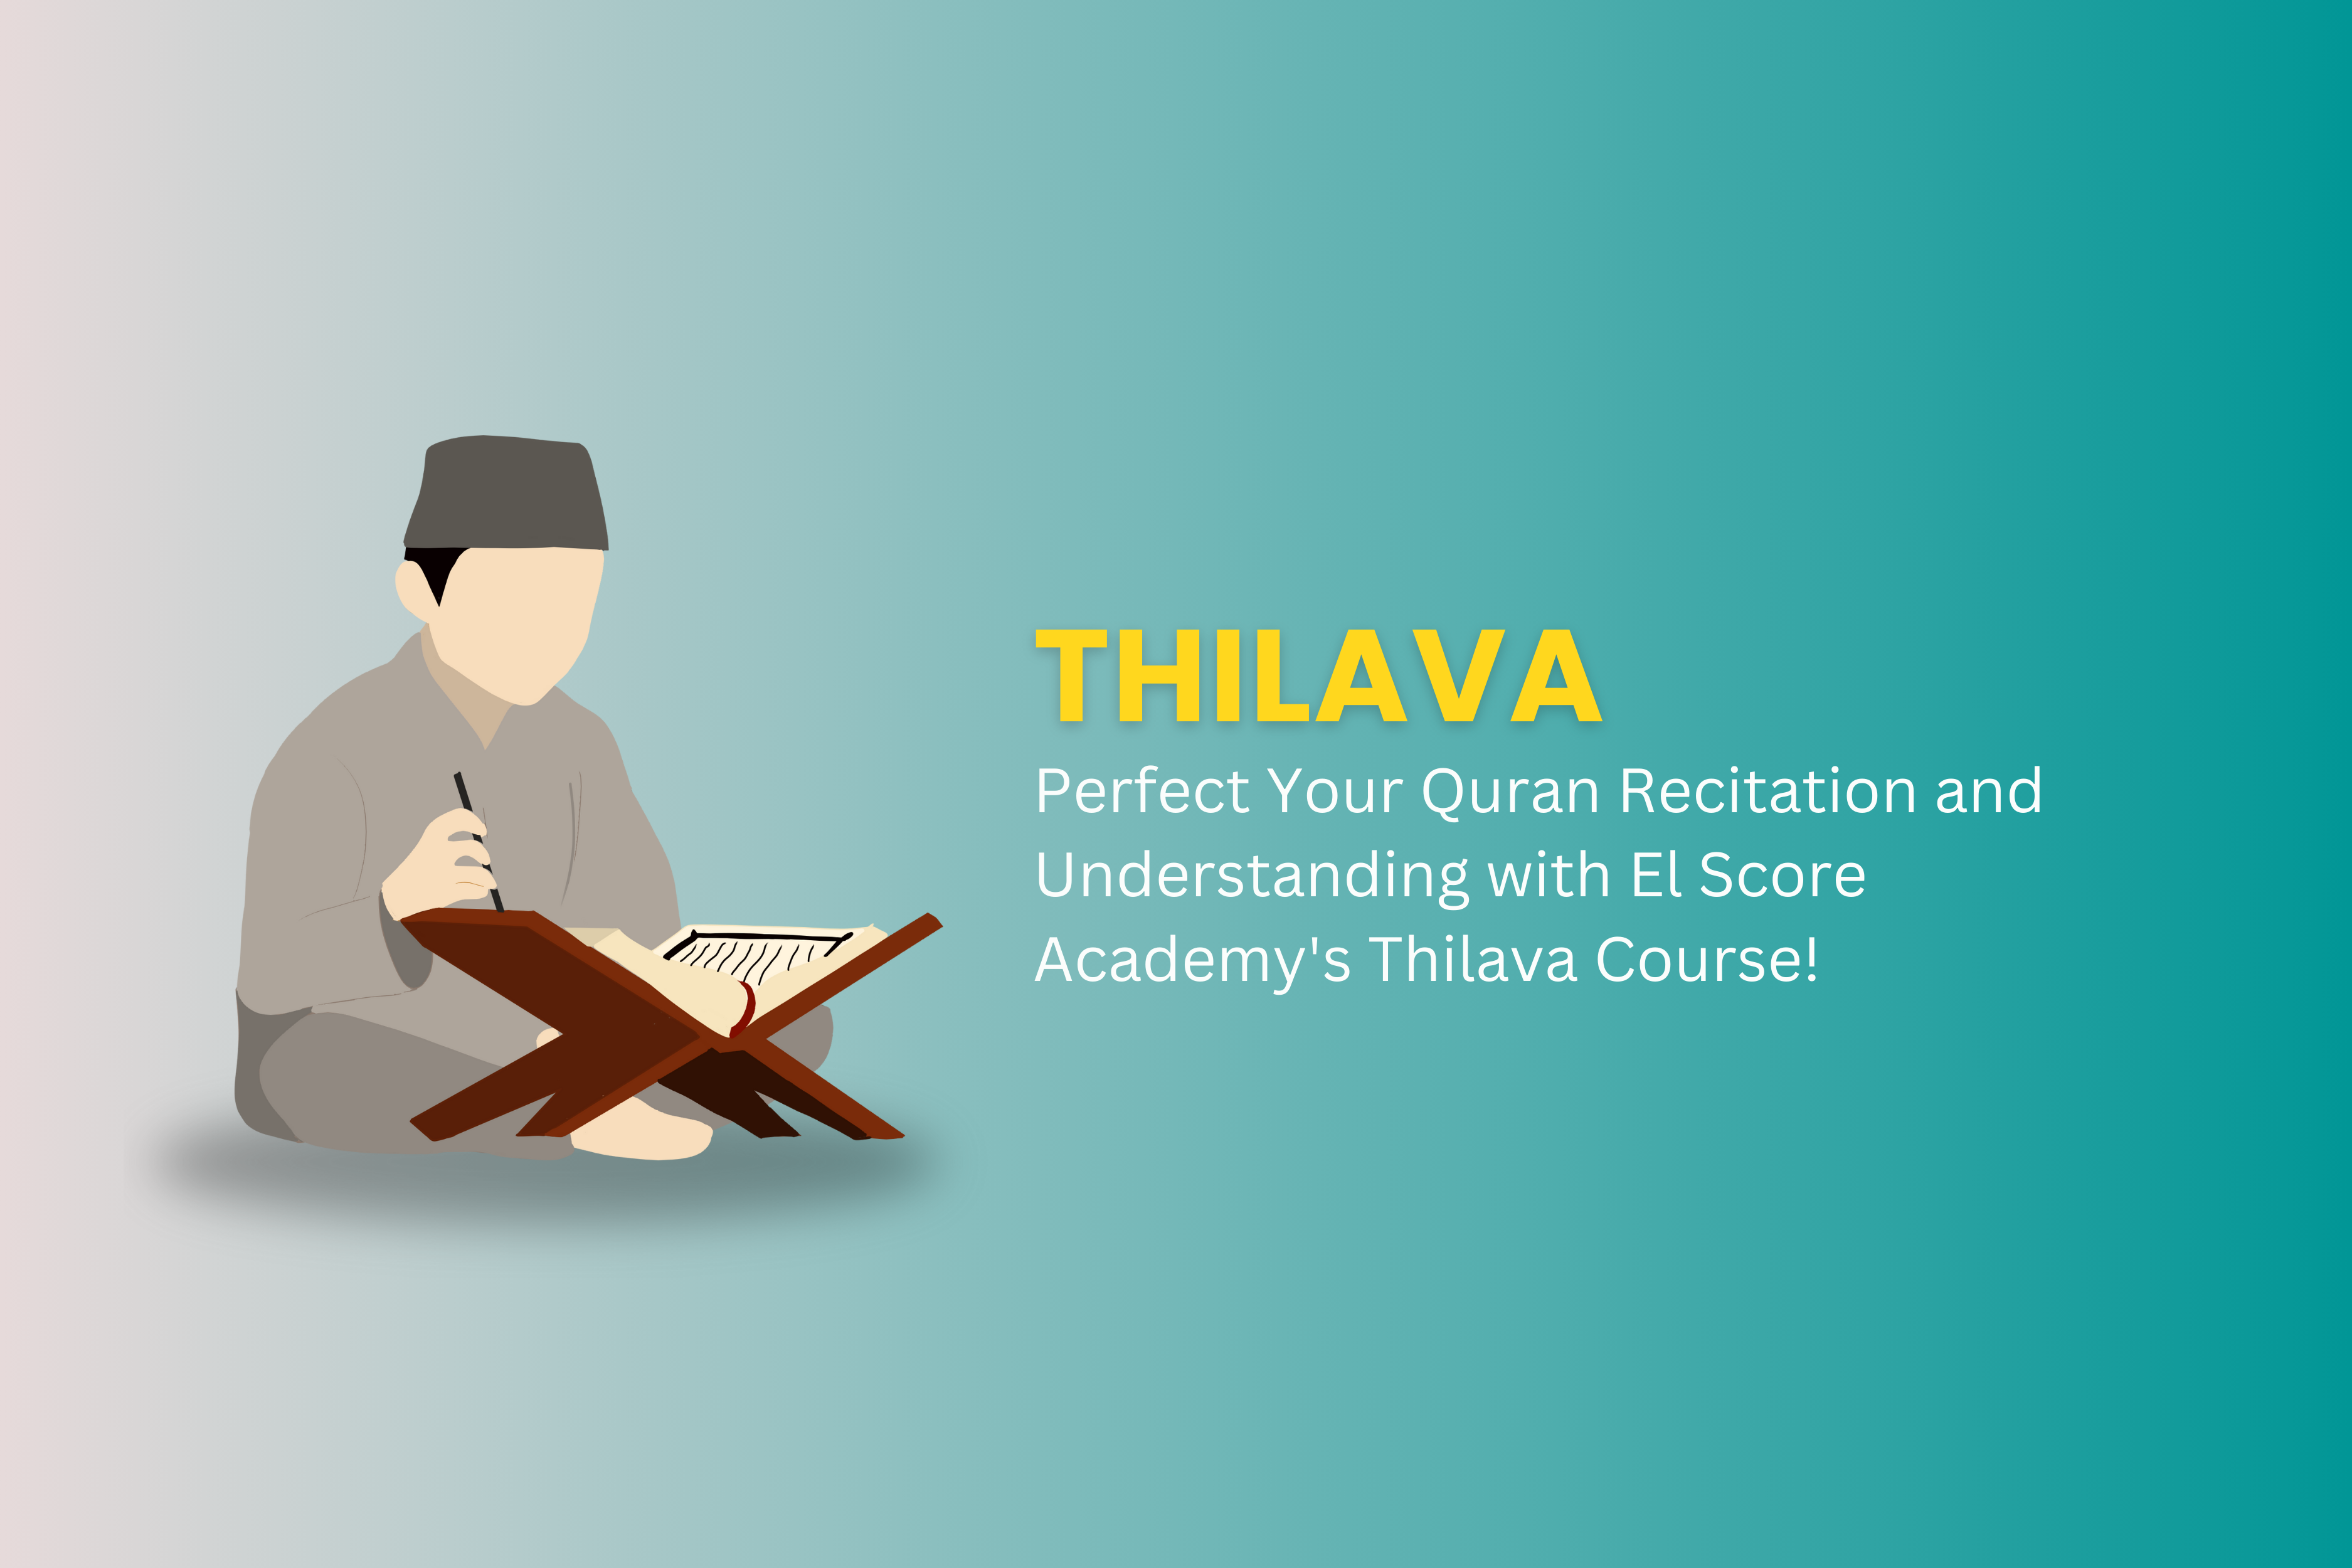 THILAVA
Perfect Your Quran Recitation and
Understanding with El Score
Academy's Thilava Course!